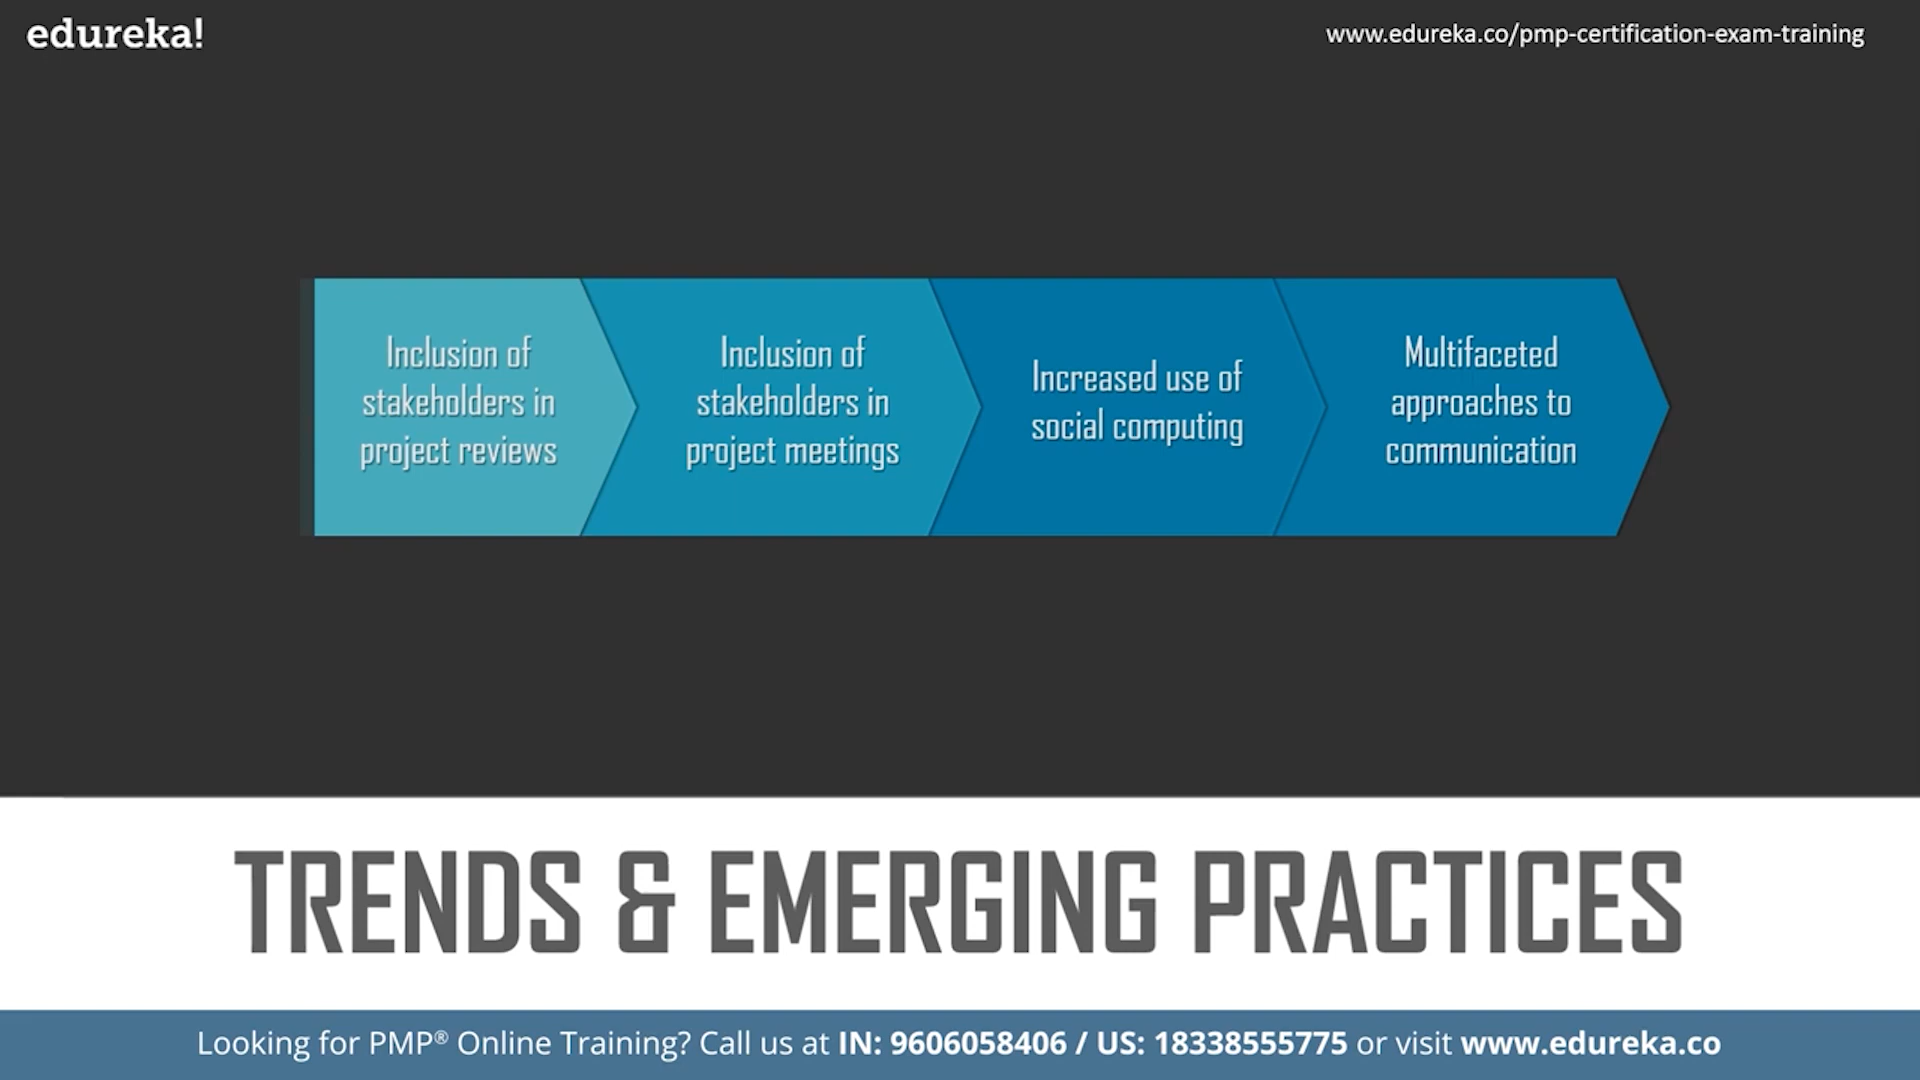 edureka!
www.edureka.co/pmp-certification-exam-training
Inclusion of
stakeholders in
project reviews
Inclusion of
stakeholders in
project meetings
Increased use of
social computing
Multifaceted
approaches to
communication
TRENDS & EMERGING PRACTICES
Looking for PMP® Online Training? Call us at IN: 9606058406 / US: 18338555775 or visit www.edureka.co